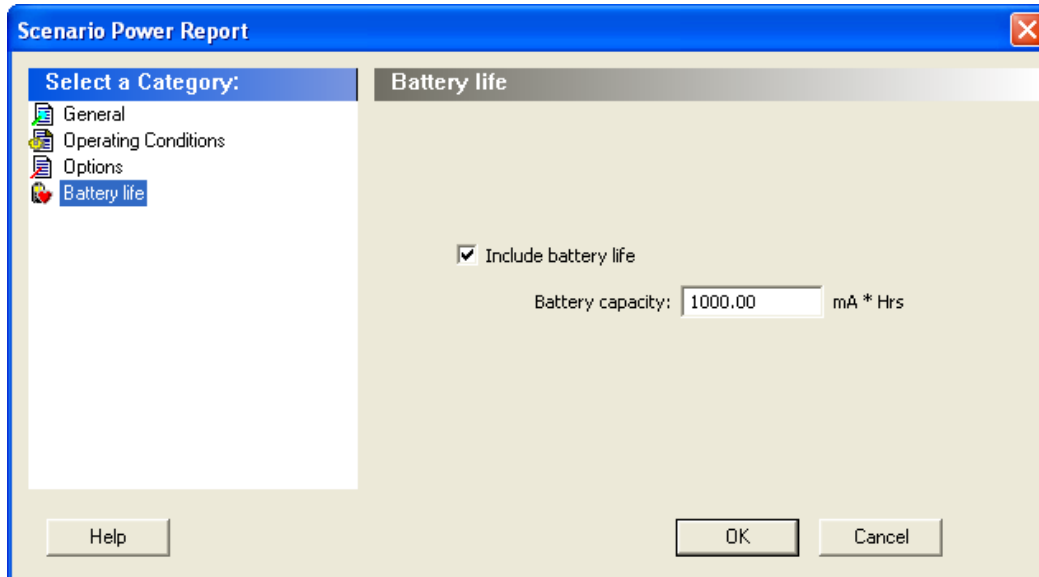 Scenario Power Report
Select a Category:
General
Operating Conditions
Options
Battery life
Battery life
Include battery life
Battery capacity: 1000.00 mA * Hrs
Help
OK Cancel